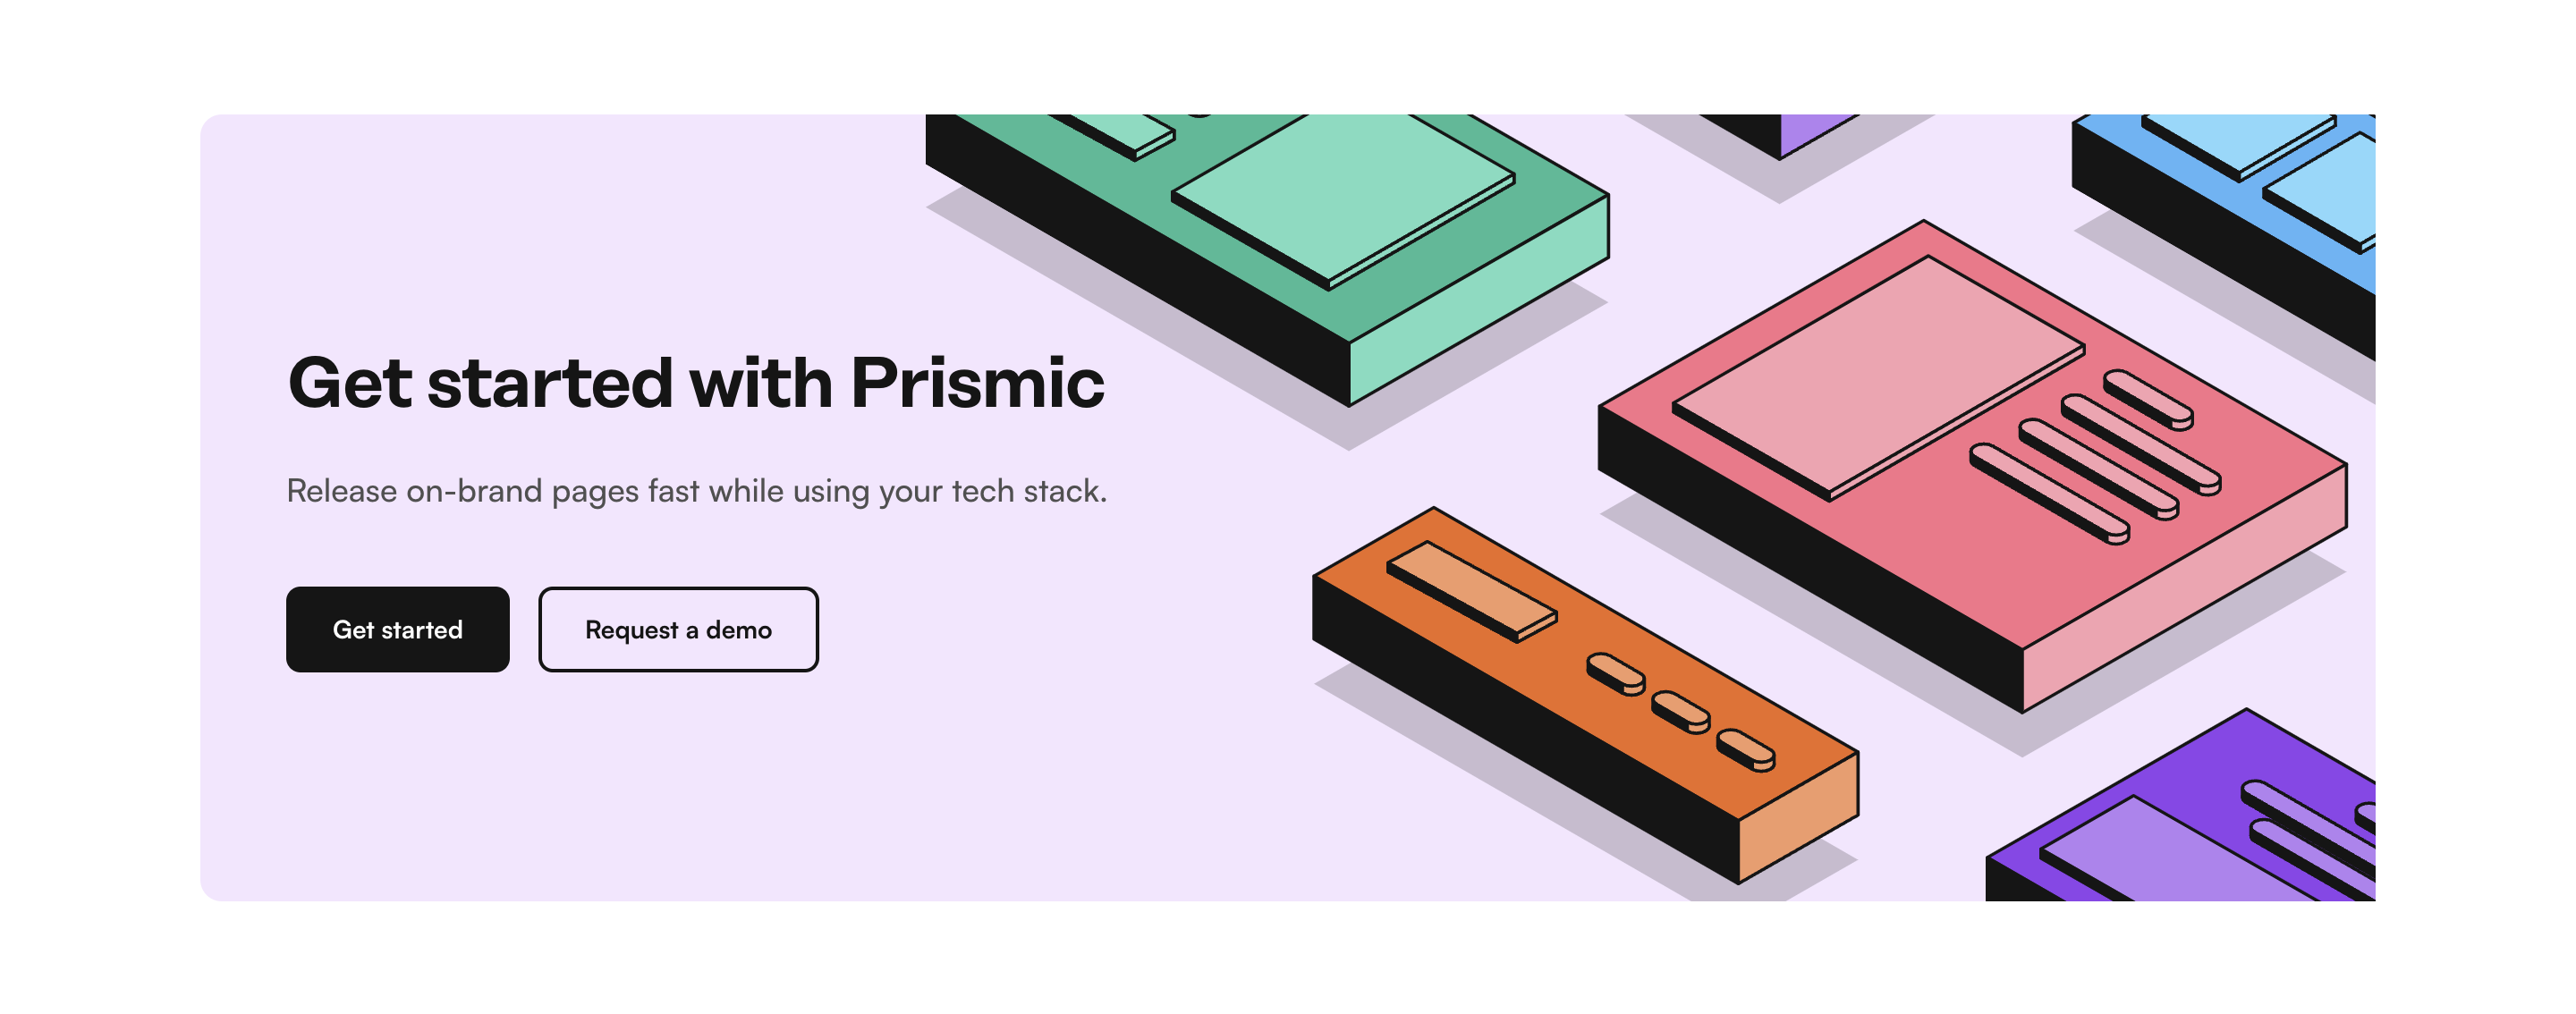 Get started with Prismic
Release on-brand pages fast while using your tech stack.
Get started
Request a demo